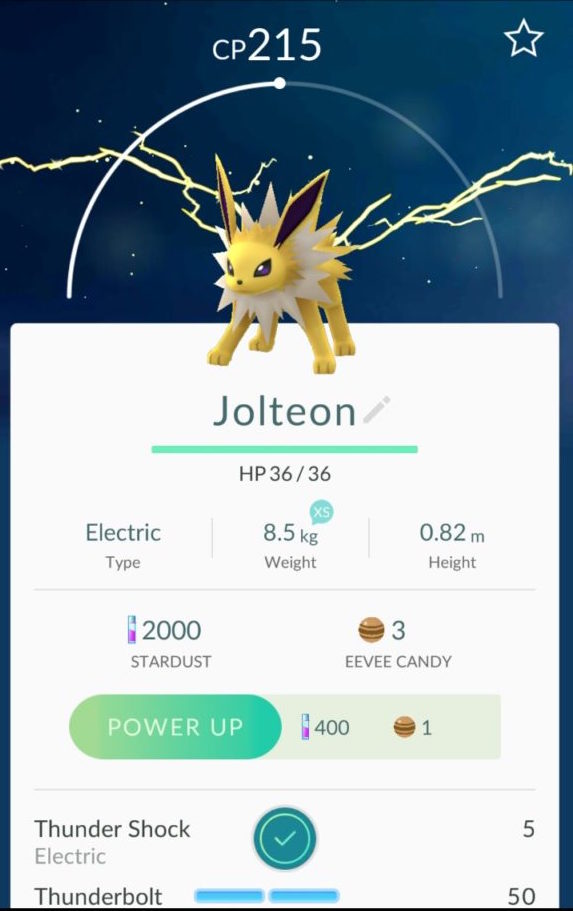 CP215
Jolteon
HP 36 / 36
XS
Electric 8.5 kg 0.82 m
Type Weight Height
2000 3
STARDUST EEVEE CANDY
POWER UP 400 1
Thunder Shock 5
Electric
Thunderbolt 50